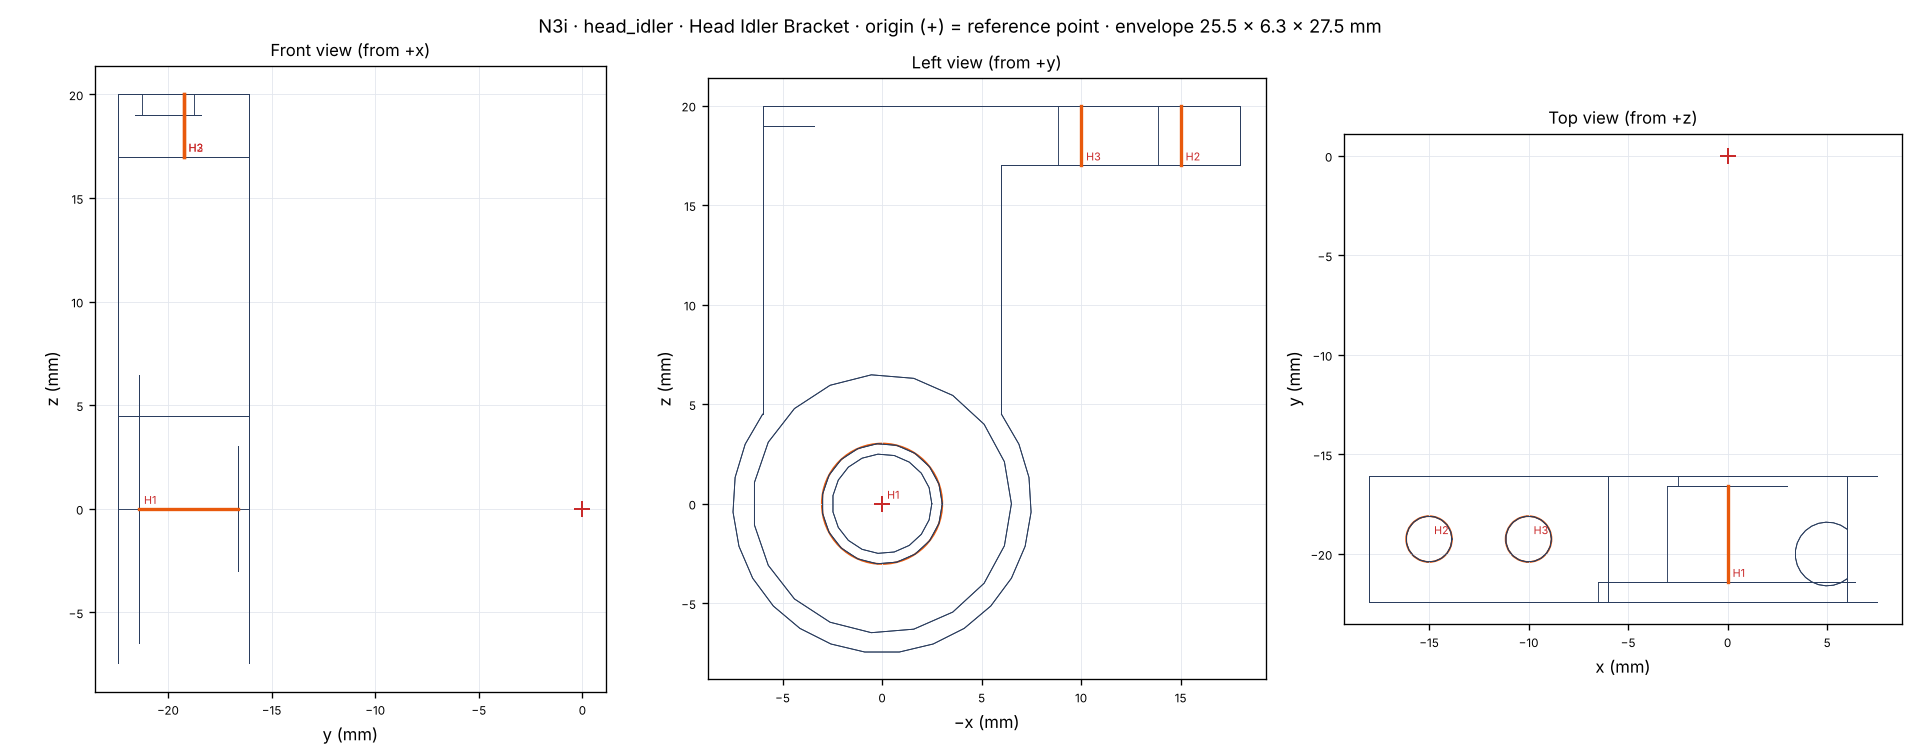 N3i · head_idler · Head Idler Bracket · origin (+) = reference point · envelope 25.5 × 6.3 × 27.5 mm
Front view (from +x)
20
15
10
5
0
−5
z (mm)
H3
H1
−20
−15
−10
−5
0
y (mm)
Left view (from +y)
20
15
10
5
0
−5
z (mm)
H3
H2
H1
−5
0
5
10
15
−x (mm)
Top view (from +z)
0
−5
−10
−15
−20
y (mm)
H2
H3
H1
−15
−10
−5
0
5
x (mm)